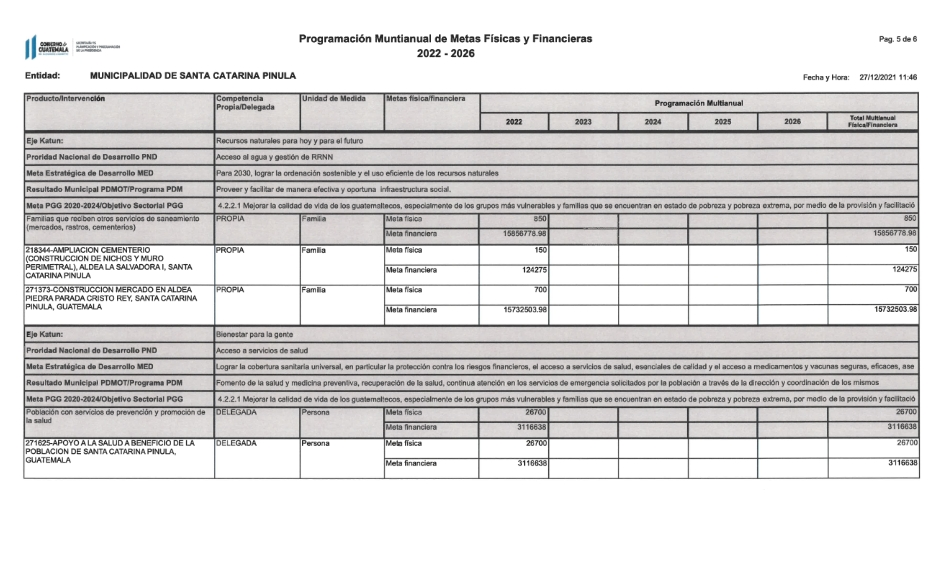 GOBIERNO de GUATEMALA
Programación Muntianual de Metas Físicas y Financieras
2022 - 2026
Pag. 5 de 6
Entidad: MUNICIPALIDAD DE SANTA CATARINA PINULA
Fecha y Hora: 27/12/2021 11:46
Producto/Intervención Competencia Propia/Delegada Unidad de Medida Metas física/financiera Programación Multianual
2022 2023 2024 2025 2026 Total Multianual Física/Financiera
Eje Katun: Recursos naturales para hoy y para el futuro
Proridad Nacional de Desarrollo PND Acceso al agua y gestión de RRNN
Meta Estratégica de Desarrollo MED Para 2030, lograr la ordenación sostenible y el uso eficiente de los recursos naturales
Resultado Municipal PDMOT/Programa PDM Proveer y facilitar de manera efectiva y oportuna infraestructura social.
Meta PGG 2020-2024/Objetivo Sectorial PGG 4.2.2.1 Mejorar la calidad de vida de los guatemaltecos, especialmente de los grupos más vulnerables y familias que se encuentran en estado de pobreza y pobreza extrema, por medio de la provisión y facilitació
Familias que reciben otros servicios de saneamiento PROPIA Familia Meta física 850 850
(mercados, rastros, cementerios) Meta financiera 15856778.98 15856778.98
218344-AMPLIACION CEMENTERIO PROPIA Familia Meta física 150 150
(CONSTRUCCION DE NICHOS Y MURO
PERIMETRAL), ALDEA LA SALVADORA I, SANTA Meta financiera 124275 124275
CATARINA PINULA
271373-CONSTRUCCION MERCADO EN ALDEA PROPIA Familia Meta física 700 700
PIEDRA PARADA CRISTO REY, SANTA CATARINA
PINULA, GUATEMALA Meta financiera 15732503.98 15732503.98
Eje Katun: Bienestar para la gente
Proridad Nacional de Desarrollo PND Acceso a servicios de salud
Meta Estratégica de Desarrollo MED Lograr la cobertura sanitaria universal, en particular la protección contra los riesgos financieros, el acceso a servicios de salud, esenciales de calidad y el acceso a medicamentos y vacunas seguras, eficaces, ase
Resultado Municipal PDMOT/Programa PDM Fomento de la salud y medicina preventiva, recuperación de la salud, continua atención en los servicios de emergencia solicitados por la población a través de la dirección y coordinación de los mismos
Meta PGG 2020-2024/Objetivo Sectorial PGG 4.2.2.1 Mejorar la calidad de vida de los guatemaltecos, especialmente de los grupos más vulnerables y familias que se encuentran en estado de pobreza y pobreza extrema, por medio de la provisión y facilitació
Población con servicios de prevención y promoción de DELEGADA Persona Meta física 26700 26700
la salud Meta financiera 3116638 3116638
271625-APOYO A LA SALUD A BENEFICIO DE LA DELEGADA Persona Meta física 26700 26700
POBLACION DE SANTA CATARINA PINULA,
GUATEMALA Meta financiera 3116638 3116638